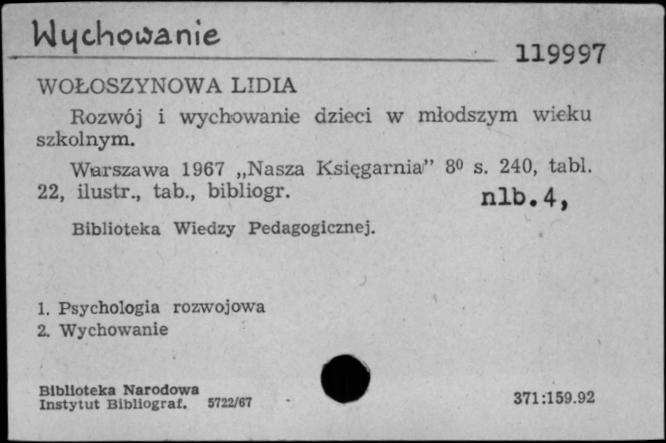 Wychowanie
119997
WOŁOSZYNOWA LIDIA
Rozwój i wychowanie dzieci w młodszym wieku
szkolnym.
Warszawa 1967 „Nasza Księgarnia” 8⁰ s. 240, tabl.
22, ilustr., tab., bibliogr. nlb.4,
Biblioteka Wiedzy Pedagogicznej.
1. Psychologia rozwojowa
2. Wychowanie
Biblioteka Narodowa
Instytut Bibliograf. 5722/67
371:159.92